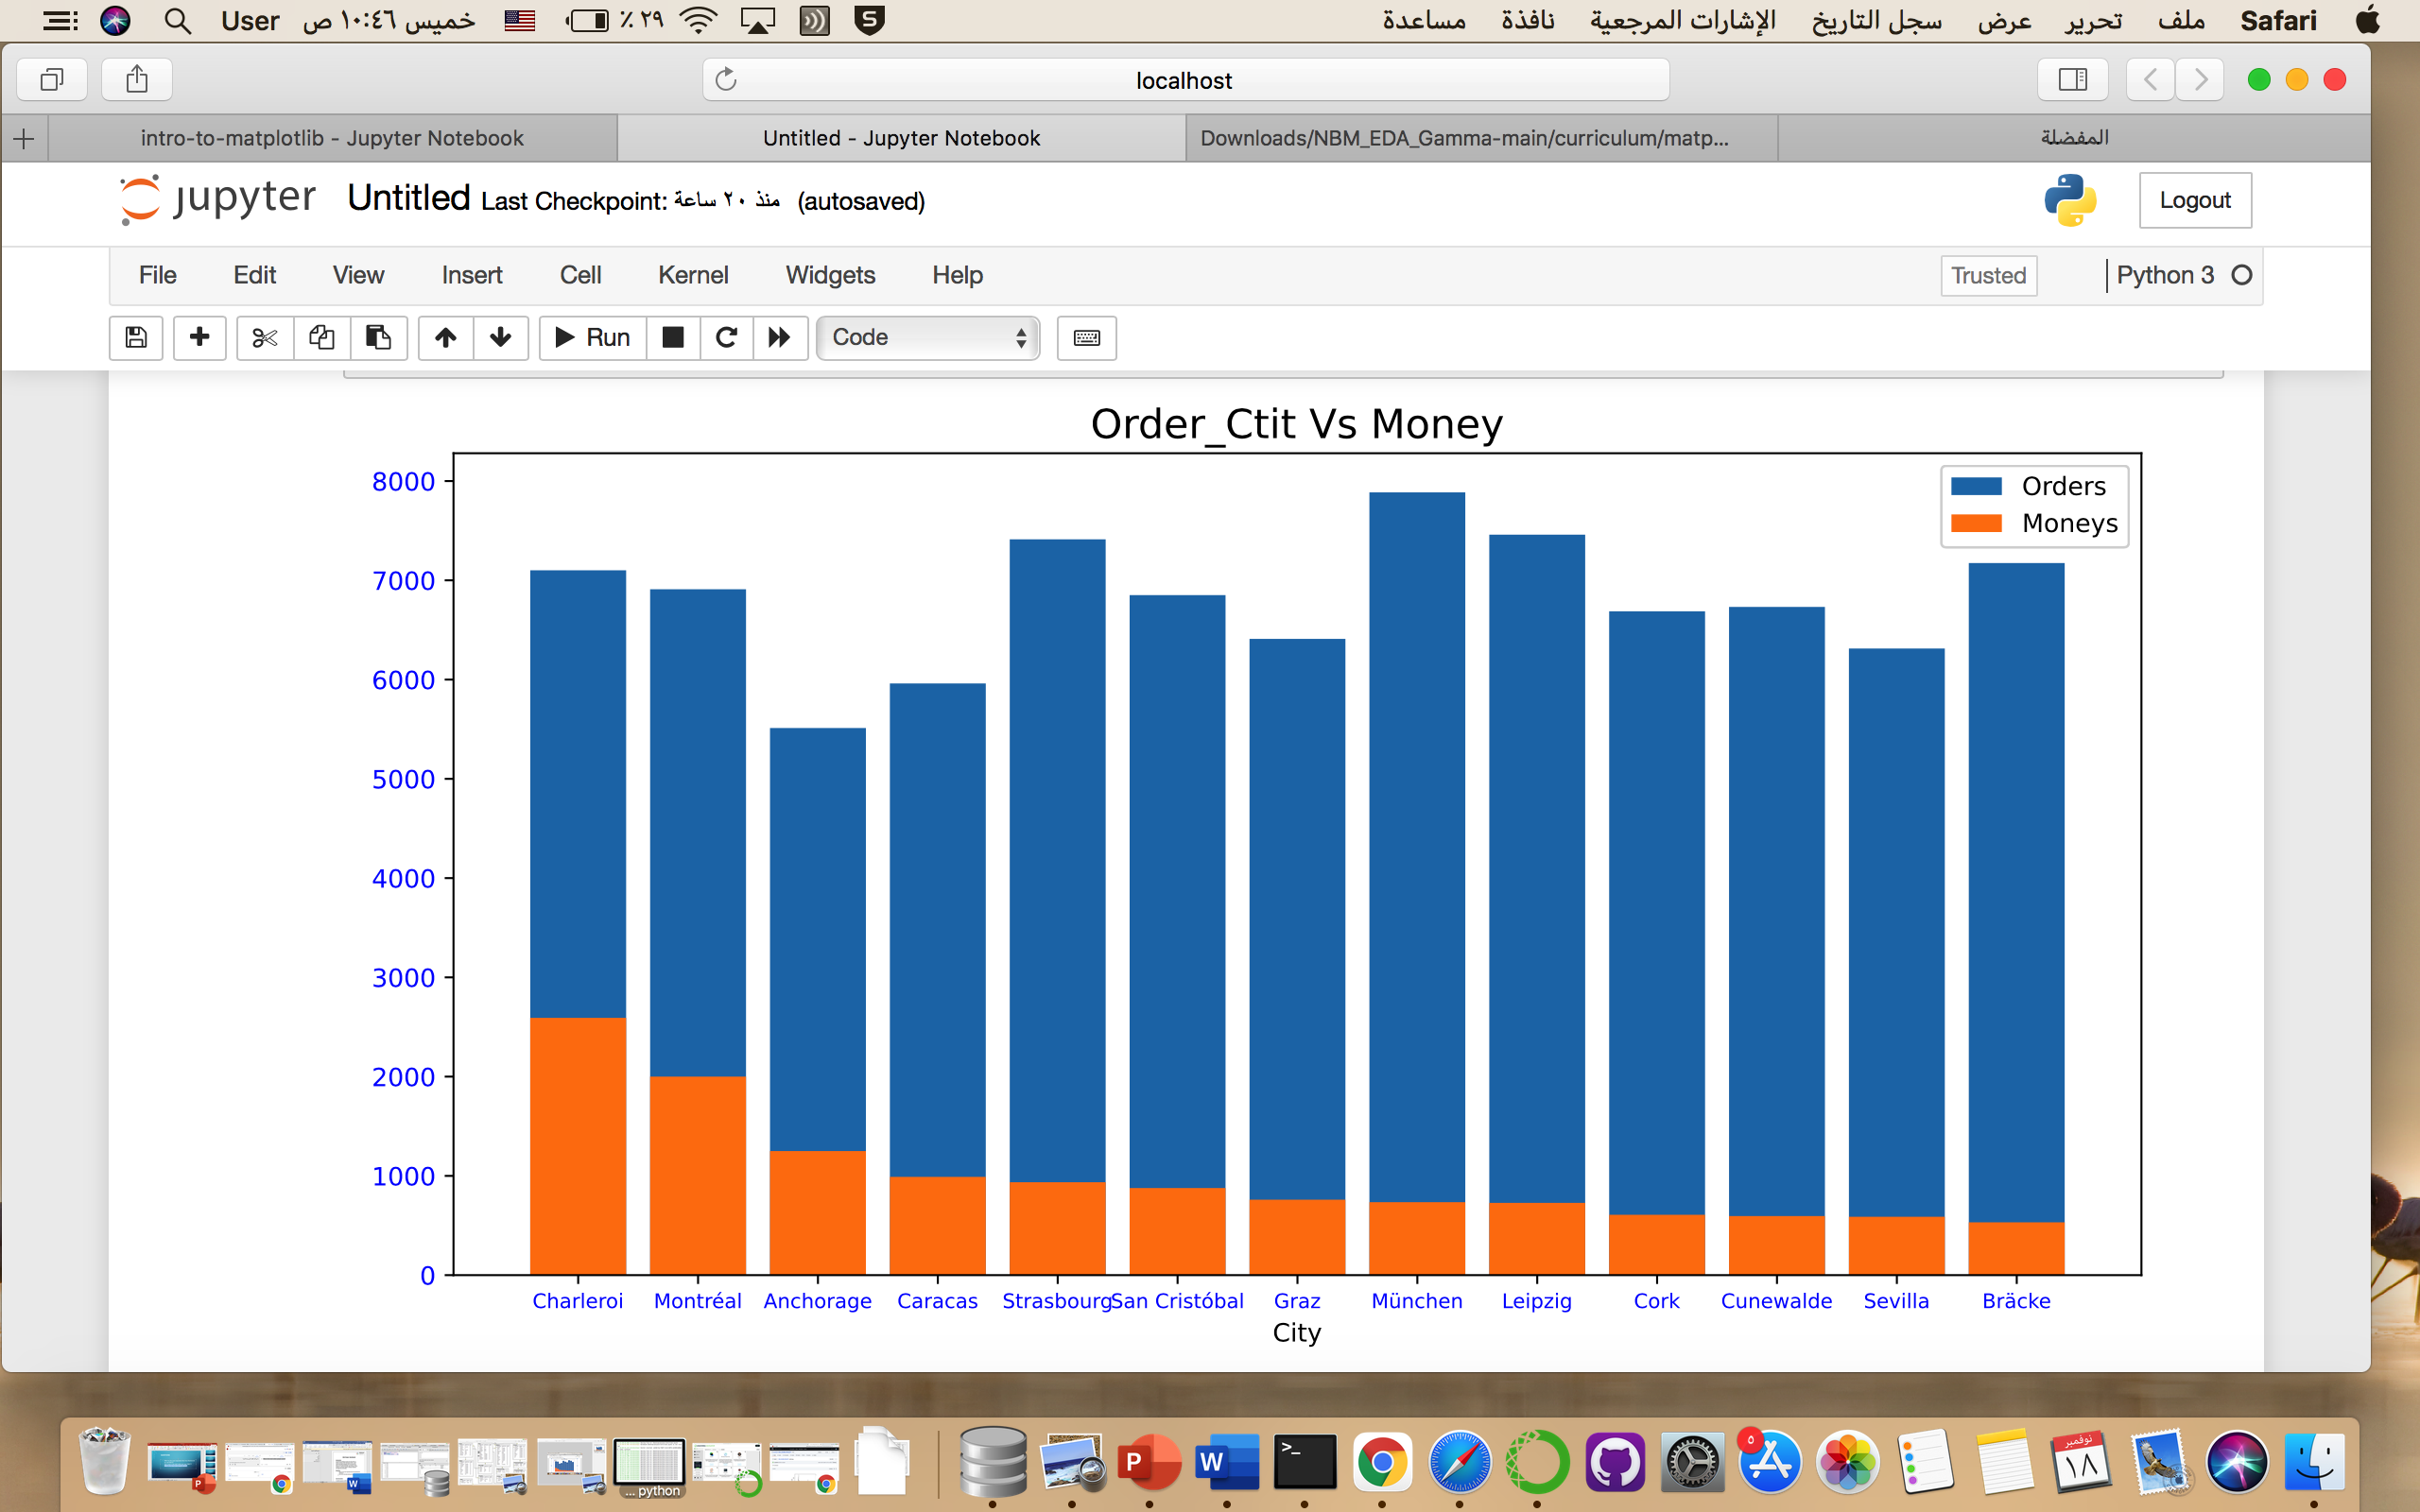 User خميس ١٠:٤٦ ص ٢٩ ٪ مساعدة نافذة الإشارات المرجعية سجل التاريخ عرض تحرير ملف Safari
localhost
intro-to-matplotlib - Jupyter Notebook
Untitled - Jupyter Notebook
Downloads/NBM_EDA_Gamma-main/curriculum/matp...
المفضلة
jupyter Untitled Last Checkpoint: منذ ٢٠ ساعة (autosaved)
Logout
File Edit View Insert Cell Kernel Widgets Help
Trusted
Python 3
Run
Code
Order_Ctit Vs Money
Orders
Moneys
8000
7000
6000
5000
4000
3000
2000
1000
0
Charleroi Montréal Anchorage Caracas Strasbourg San Cristóbal Graz München Leipzig Cork Cunewalde Sevilla Bräcke
City
... python
P
W
>_
٥
نوفمبر
١٨